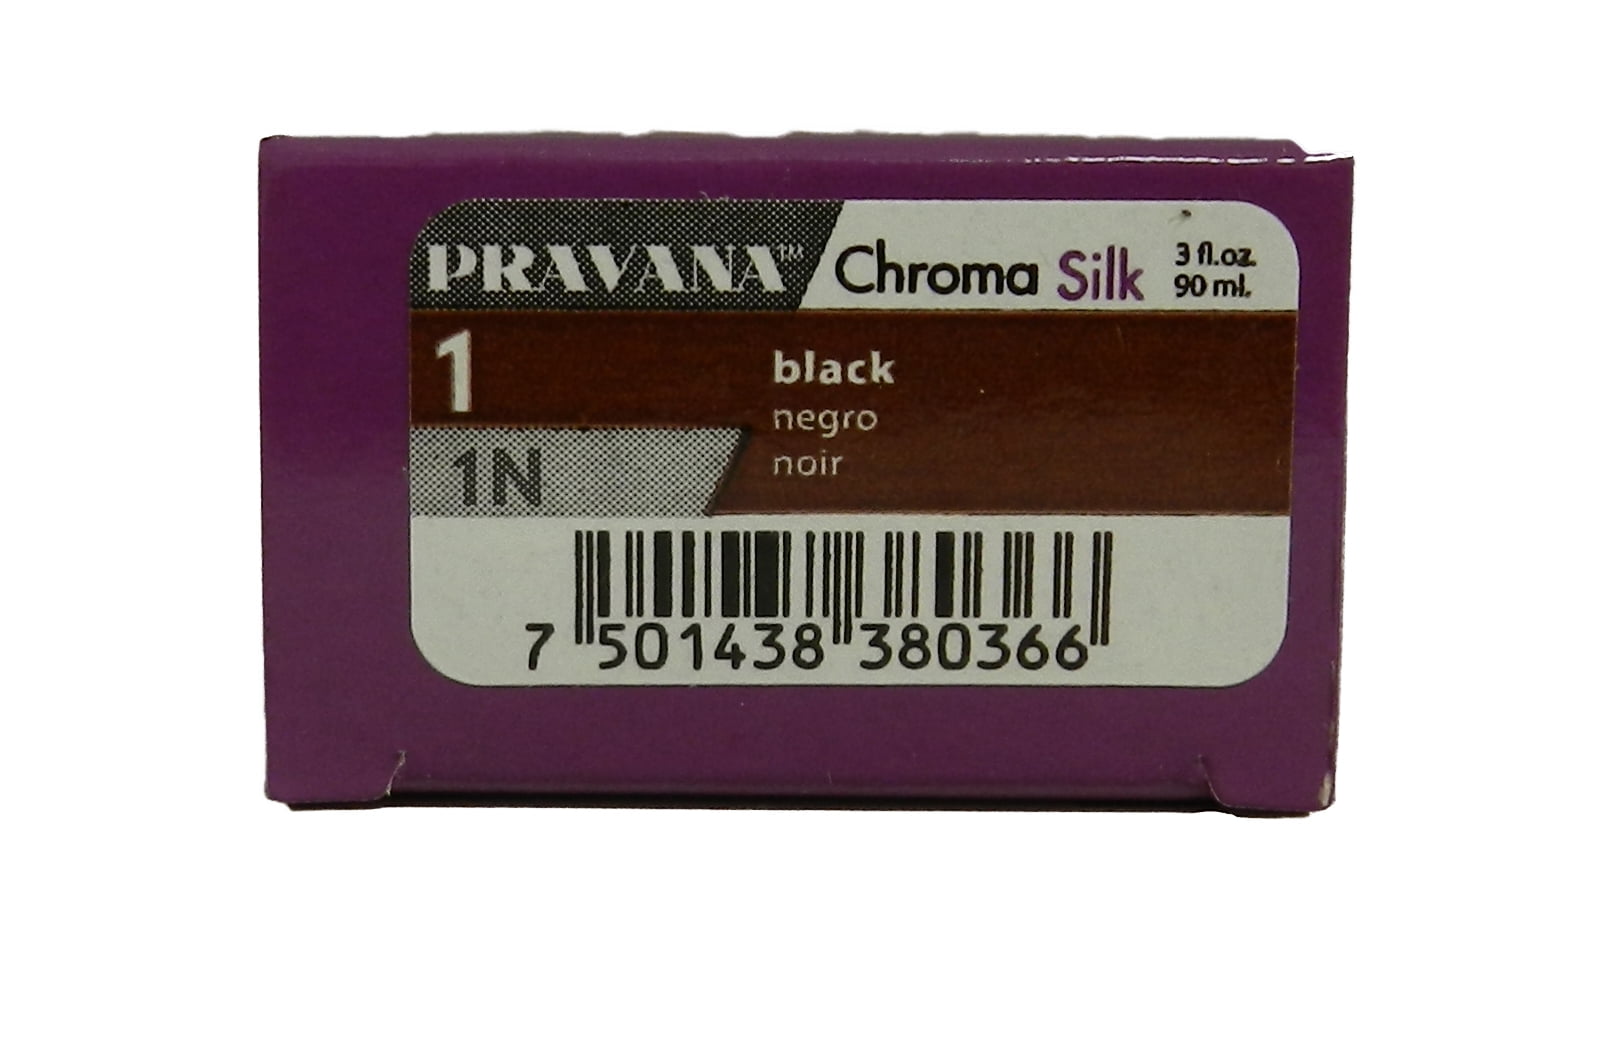 PRAVANA™ Chroma Silk 3 fl.oz.
90 ml.
1
black
negro
noir
1N
7 501438 380366